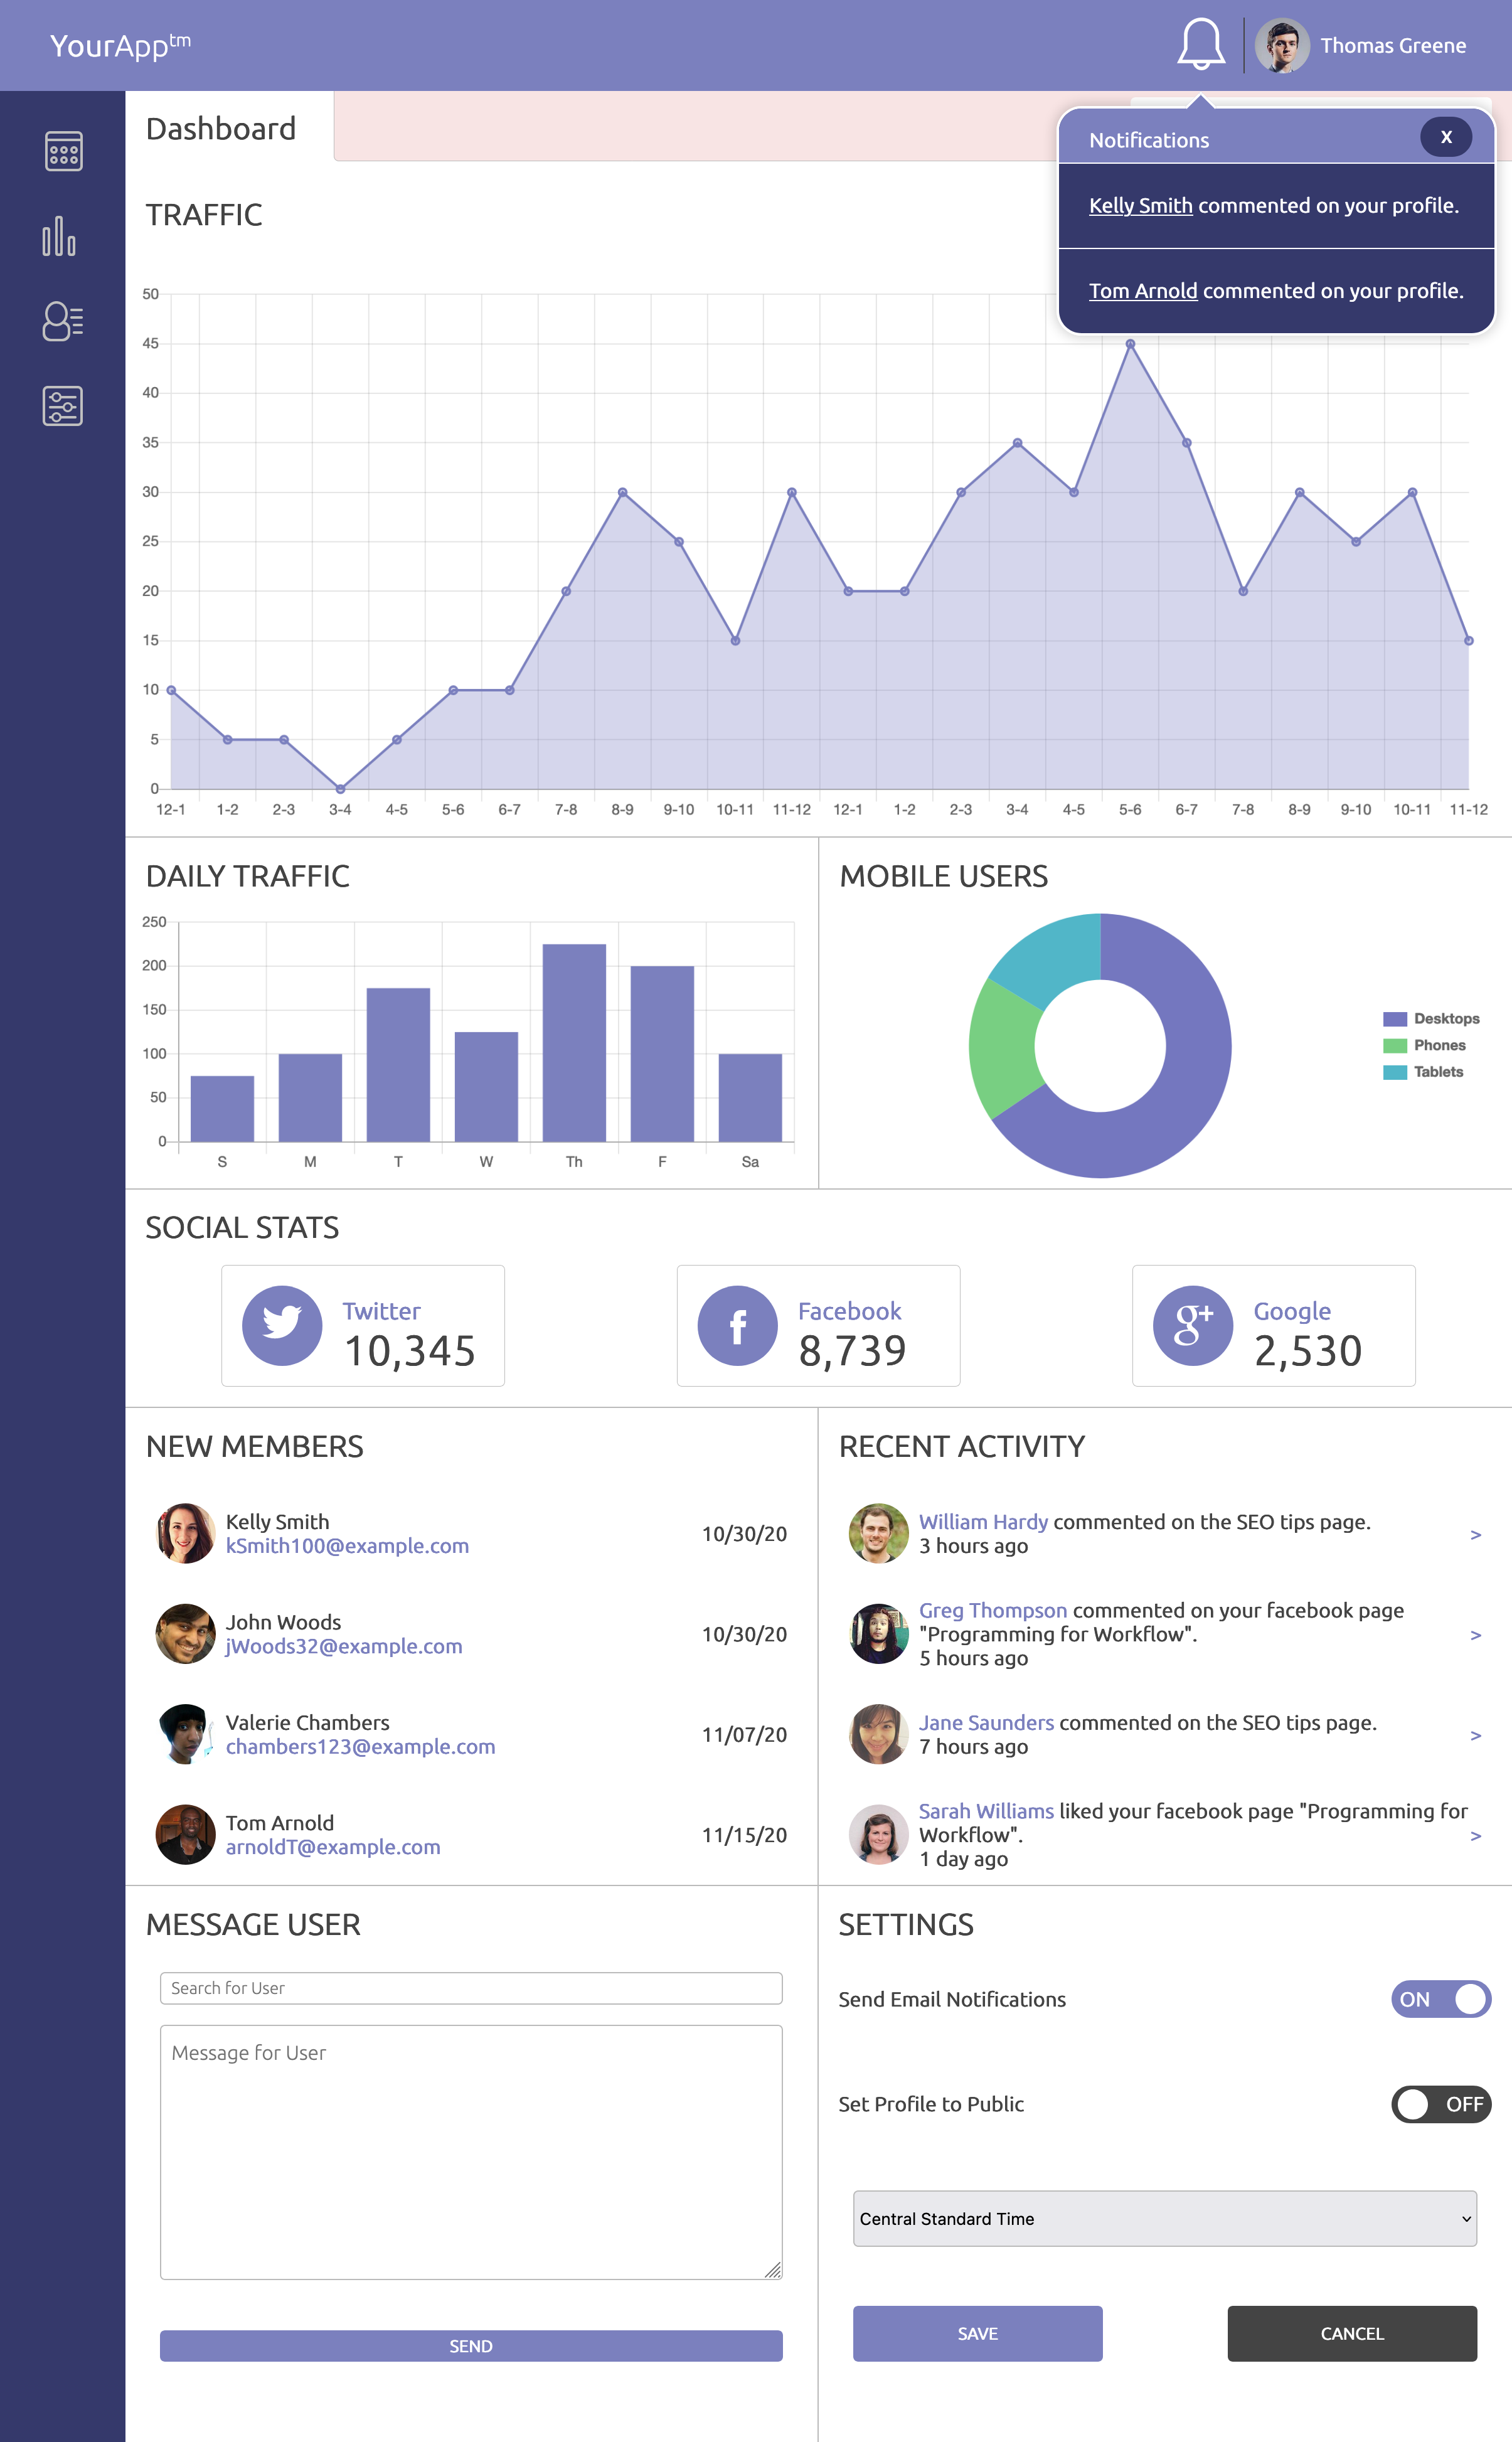 YourApp™
Thomas Greene
Dashboard
Notifications
X
Kelly Smith commented on your profile.
Tom Arnold commented on your profile.
TRAFFIC
50
45
40
35
30
25
20
15
10
5
0
12-1 1-2 2-3 3-4 4-5 5-6 6-7 7-8 8-9 9-10 10-11 11-12 12-1 1-2 2-3 3-4 4-5 5-6 6-7 7-8 8-9 9-10 10-11 11-12
DAILY TRAFFIC
250
200
150
100
50
0
S M T W Th F Sa
MOBILE USERS
Desktops
Phones
Tablets
SOCIAL STATS
Twitter
10,345
f
Facebook
8,739
g+
Google
2,530
NEW MEMBERS
Kelly Smith
kSmith100@example.com
10/30/20
John Woods
jWoods32@example.com
10/30/20
Valerie Chambers
chambers123@example.com
11/07/20
Tom Arnold
arnoldT@example.com
11/15/20
RECENT ACTIVITY
William Hardy commented on the SEO tips page.
3 hours ago
>
Greg Thompson commented on your facebook page
"Programming for Workflow".
5 hours ago
>
Jane Saunders commented on the SEO tips page.
7 hours ago
>
Sarah Williams liked your facebook page "Programming for
Workflow".
1 day ago
>
MESSAGE USER
Search for User
Message for User
SEND
SETTINGS
Send Email Notifications
ON
Set Profile to Public
OFF
Central Standard Time
SAVE
CANCEL